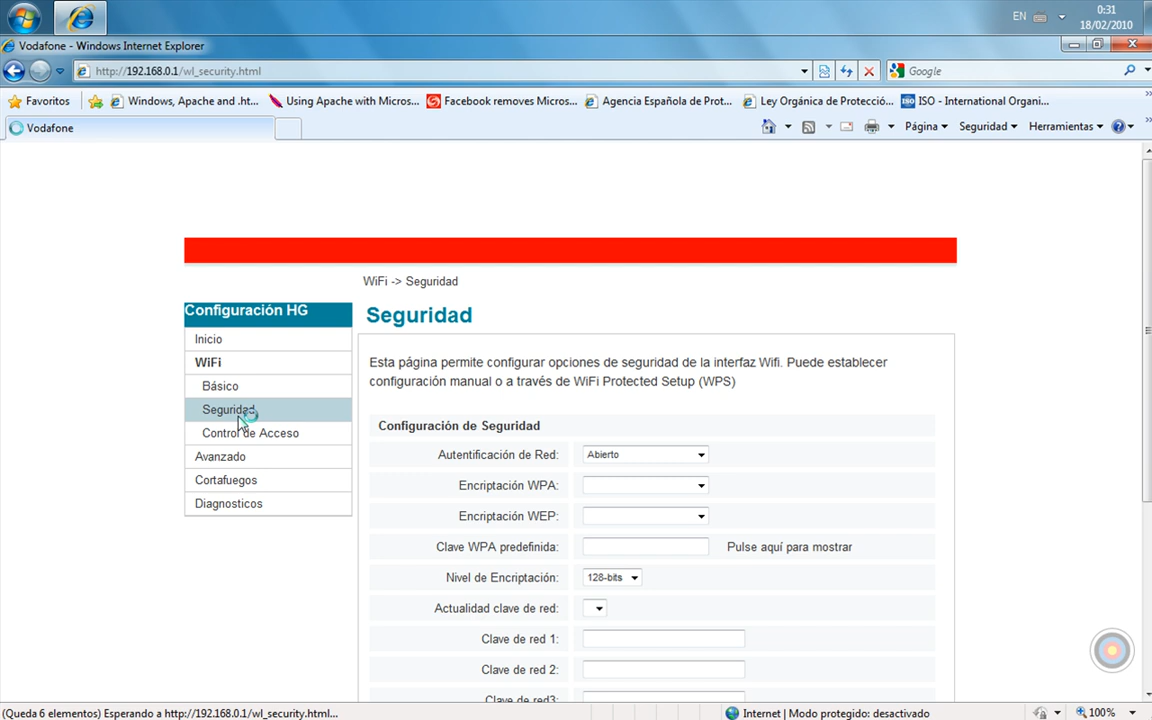 EN
0:31
18/02/2010
Vodafone - Windows Internet Explorer
http://192.168.0.1/wl_security.html
Google
Favoritos
Windows, Apache and .ht...
Using Apache with Micros...
Facebook removes Micros...
Agencia Española de Prot...
Ley Orgánica de Protecció...
ISO - International Organi...
Vodafone
Página
Seguridad
Herramientas
WiFi -> Seguridad
Configuración HG
Inicio
WiFi
Básico
Seguridad
Control de Acceso
Avanzado
Cortafuegos
Diagnosticos
Seguridad
Esta página permite configurar opciones de seguridad de la interfaz Wifi. Puede establecer
configuración manual o a través de WiFi Protected Setup (WPS)
Configuración de Seguridad
Autentificación de Red: Abierto
Encriptación WPA:
Encriptación WEP:
Clave WPA predefinida: Pulse aquí para mostrar
Nivel de Encriptación: 128-bits
Actualidad clave de red:
Clave de red 1:
Clave de red 2:
Clave de red3:
(Queda 6 elementos) Esperando a http://192.168.0.1/wl_security.html...
Internet | Modo protegido: desactivado
100%